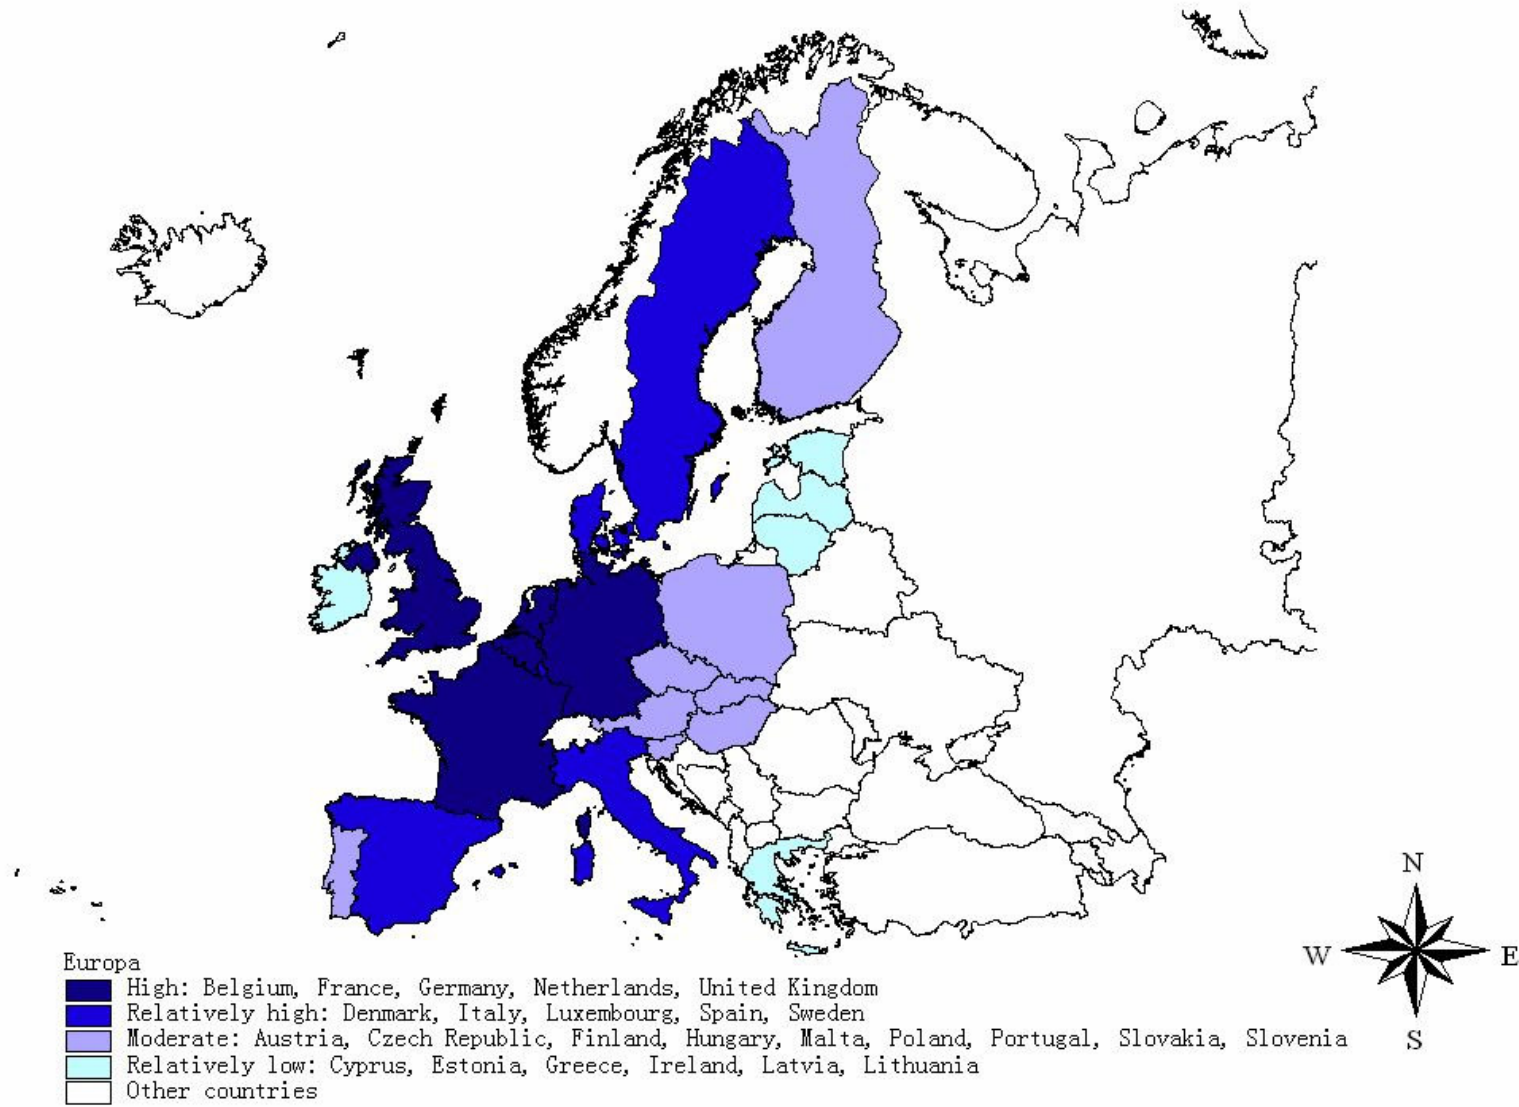 N
W
E
S
Europa
High: Belgium, France, Germany, Netherlands, United Kingdom
Relatively high: Denmark, Italy, Luxembourg, Spain, Sweden
Moderate: Austria, Czech Republic, Finland, Hungary, Malta, Poland, Portugal, Slovakia, Slovenia
Relatively low: Cyprus, Estonia, Greece, Ireland, Latvia, Lithuania
Other countries